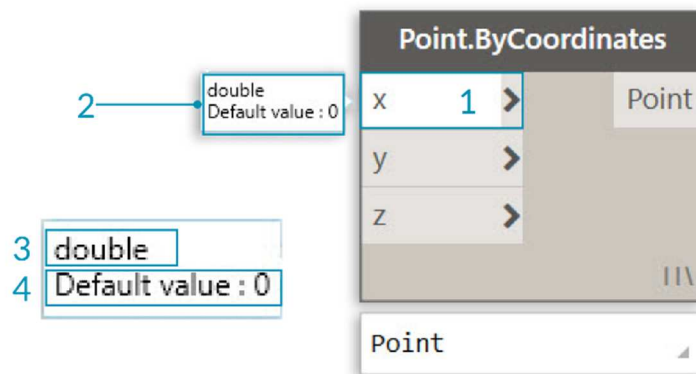 Point.ByCoordinates
double
Default value : 0
2
x
1
Point
y
z
3
double
4
Default value : 0
Point